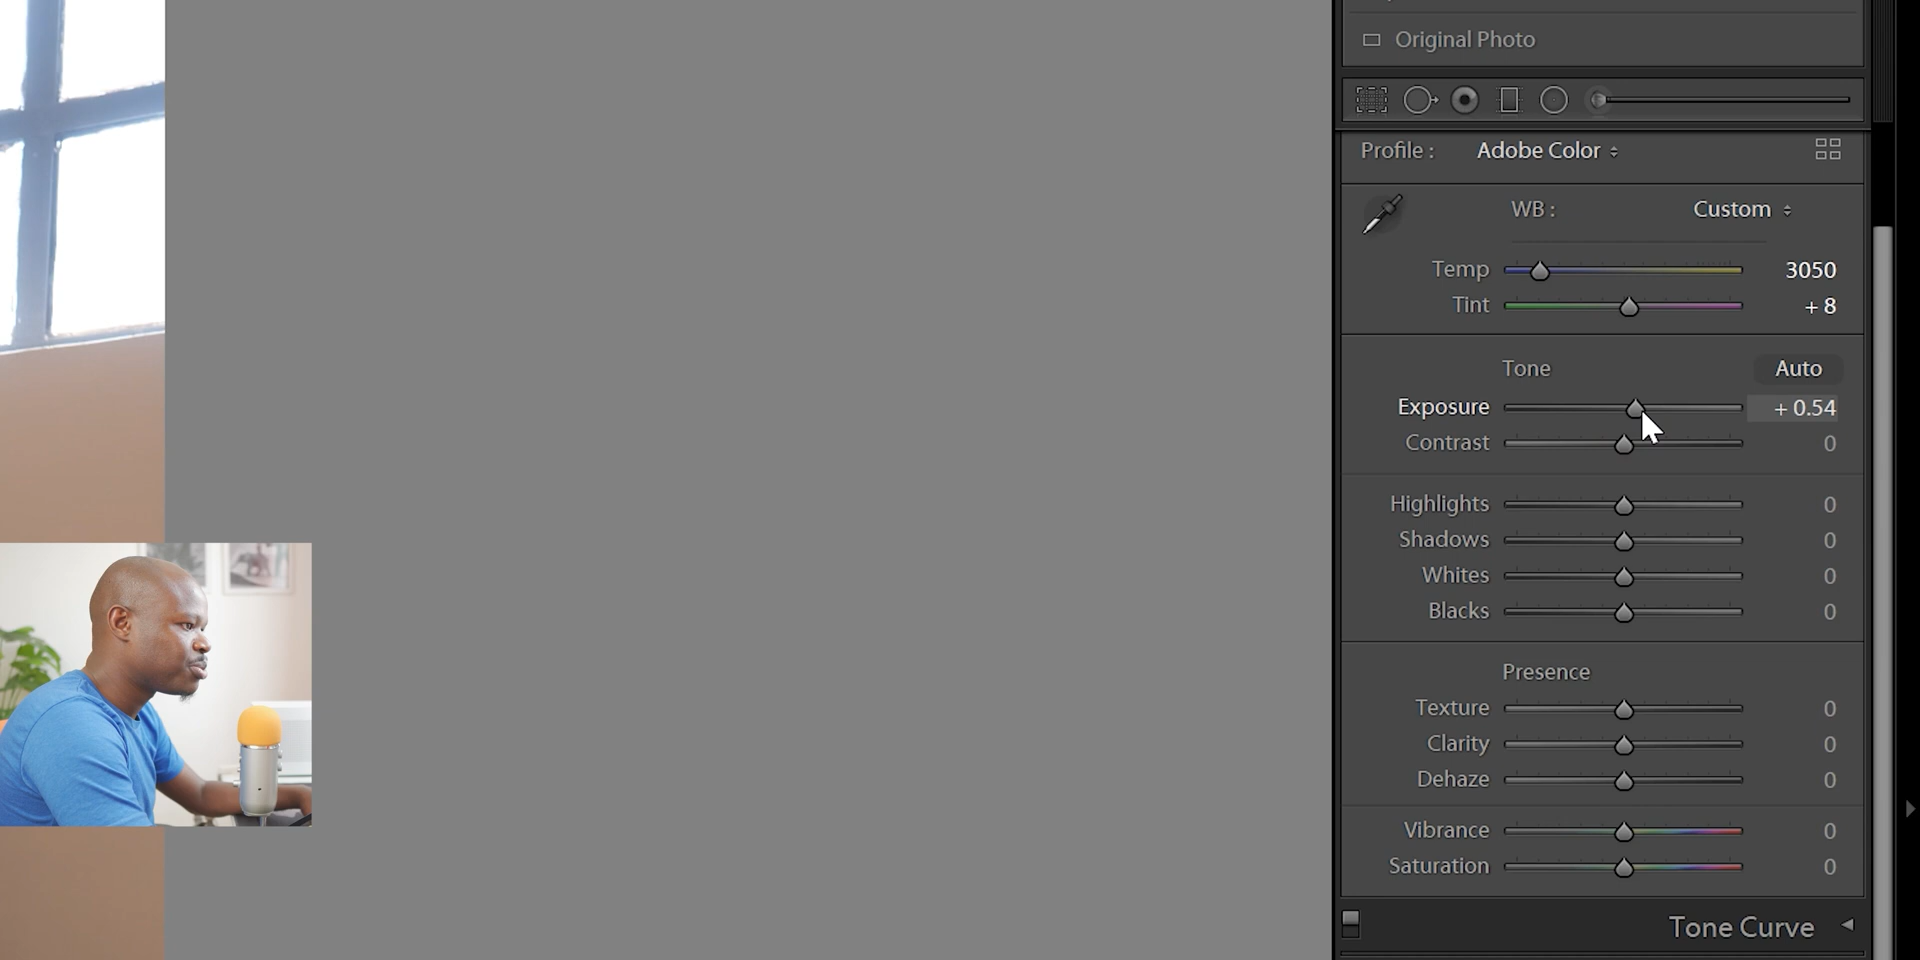 Original Photo
Profile : Adobe Color
WB : Custom
Temp 3050
Tint + 8
Tone Auto
Exposure + 0.54
Contrast 0
Highlights 0
Shadows 0
Whites 0
Blacks 0
Presence
Texture 0
Clarity 0
Dehaze 0
Vibrance 0
Saturation 0
Tone Curve